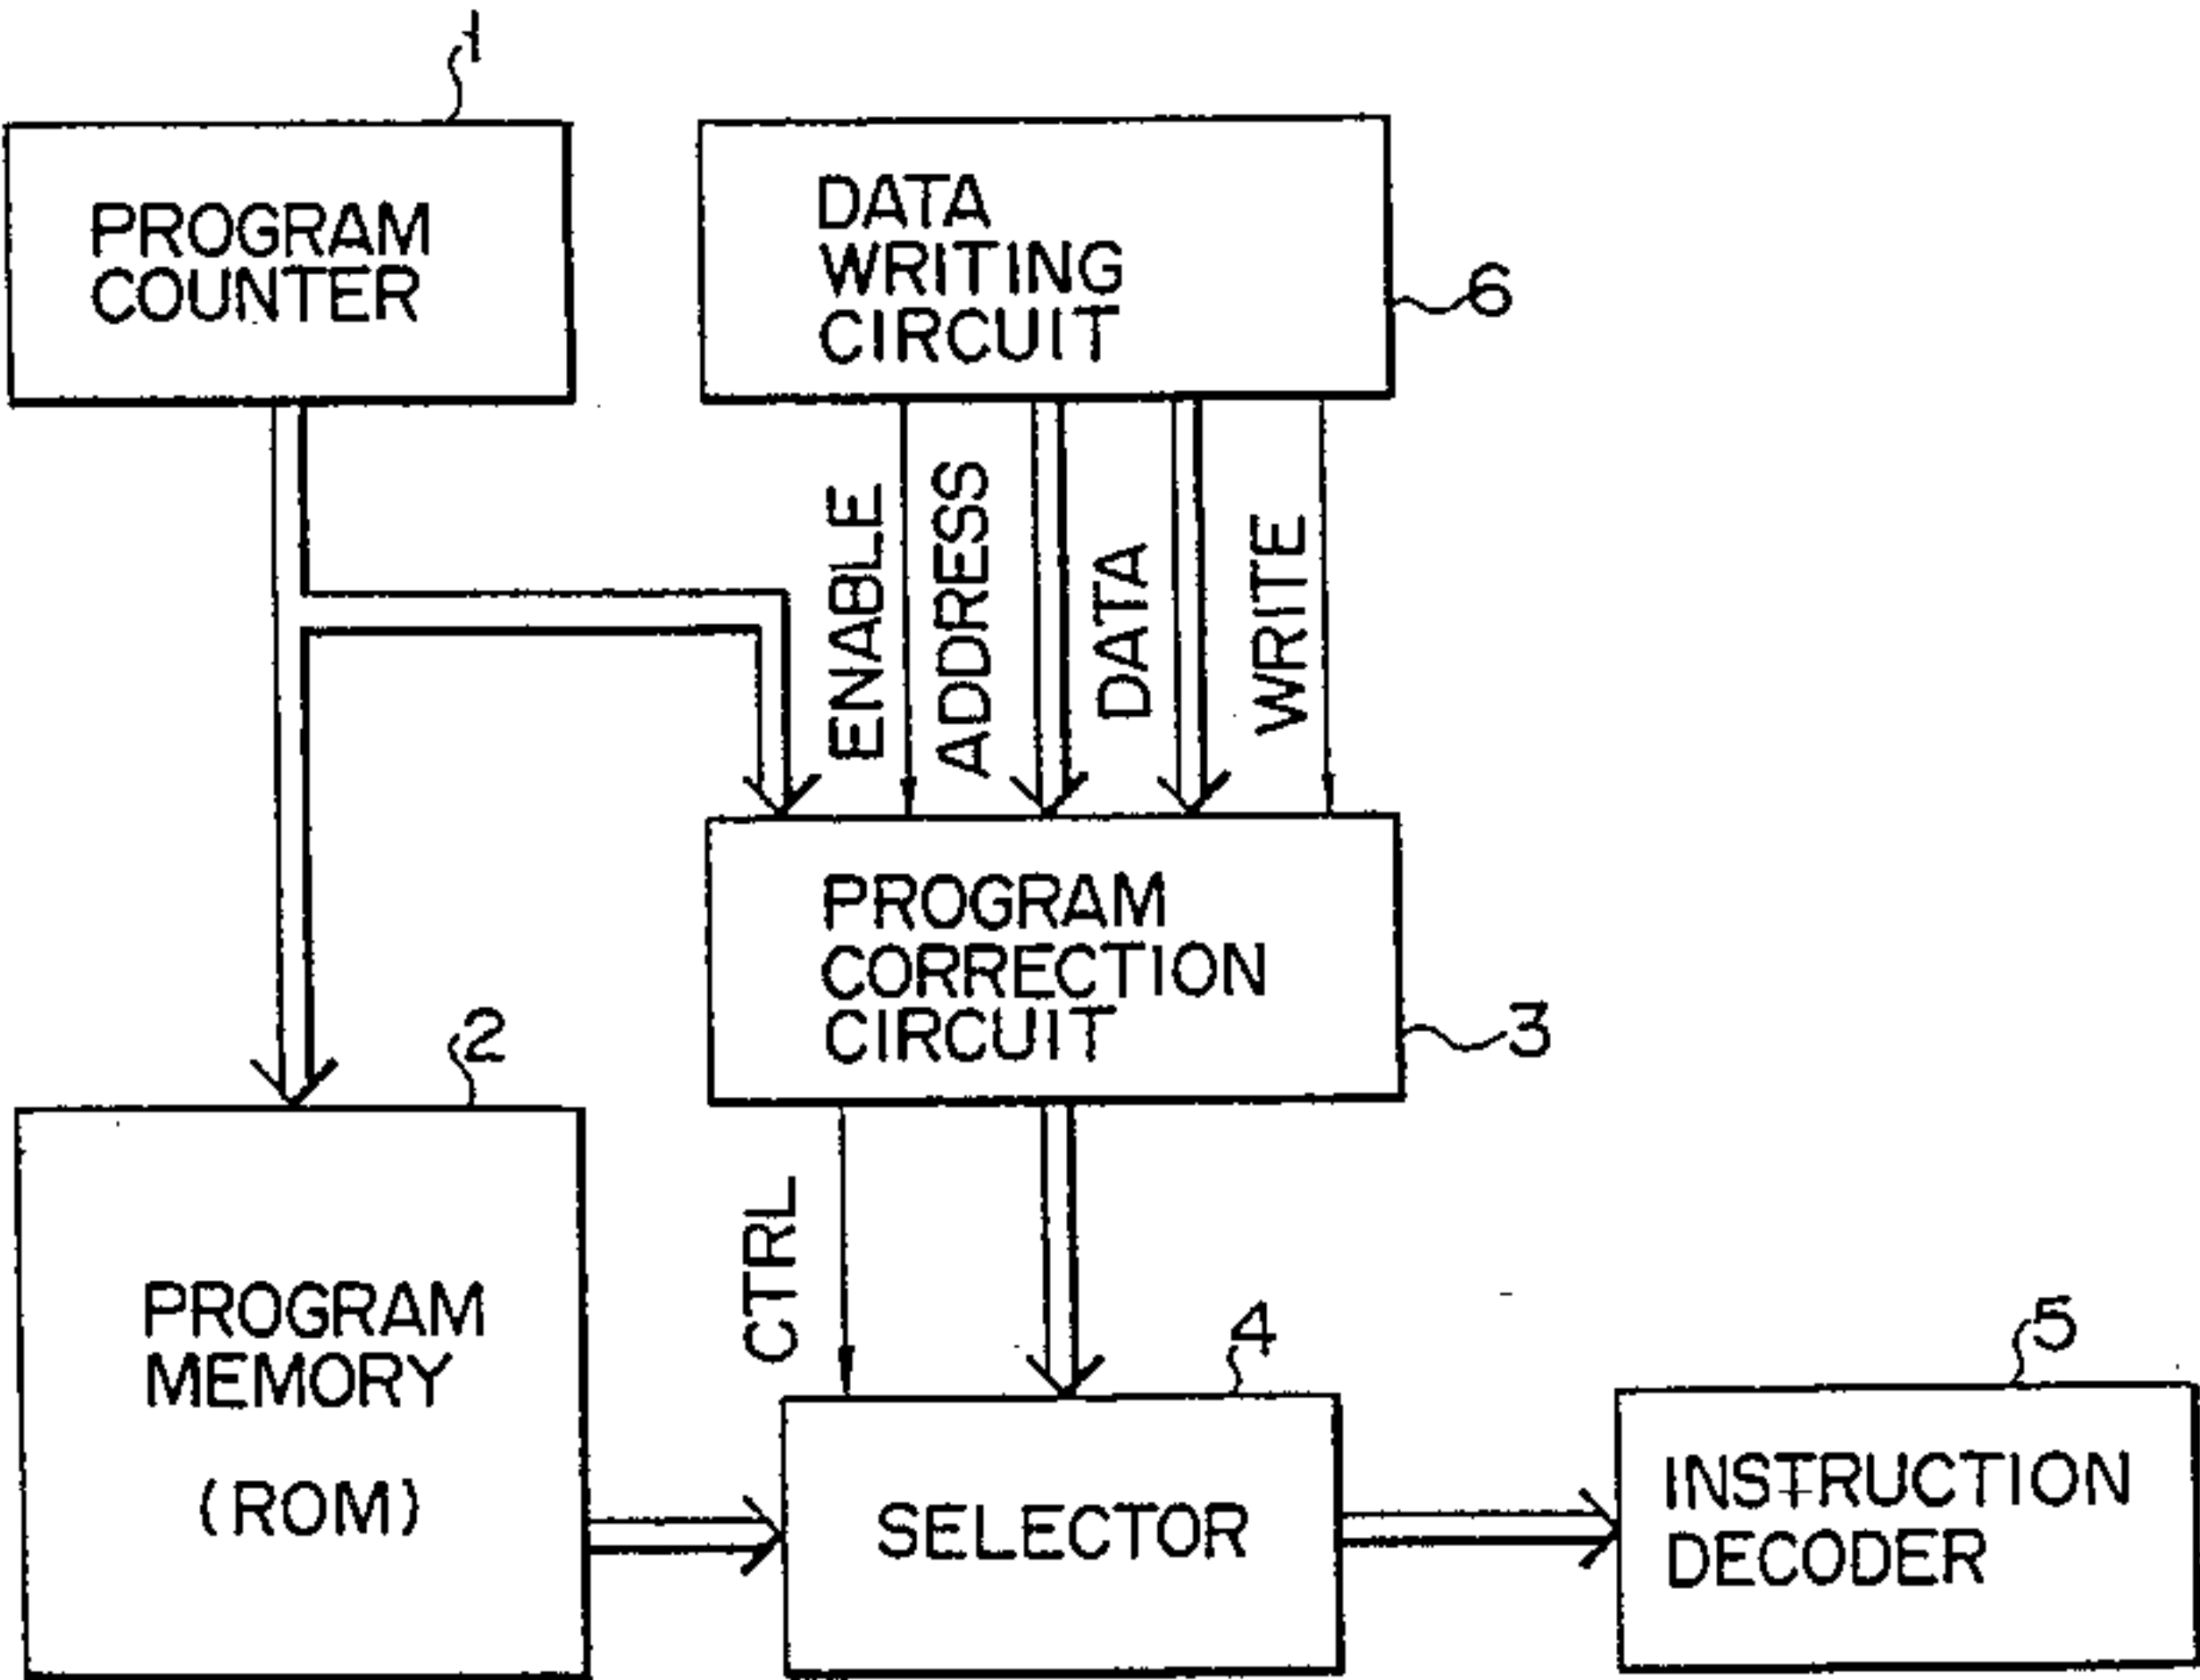 1
PROGRAM
COUNTER
DATA
WRITING
CIRCUIT
6
ENABLE
ADDRESS
DATA
WRITE
PROGRAM
CORRECTION
CIRCUIT
3
2
PROGRAM
MEMORY
(ROM)
CTRL
4
SELECTOR
5
INSTRUCTION
DECODER